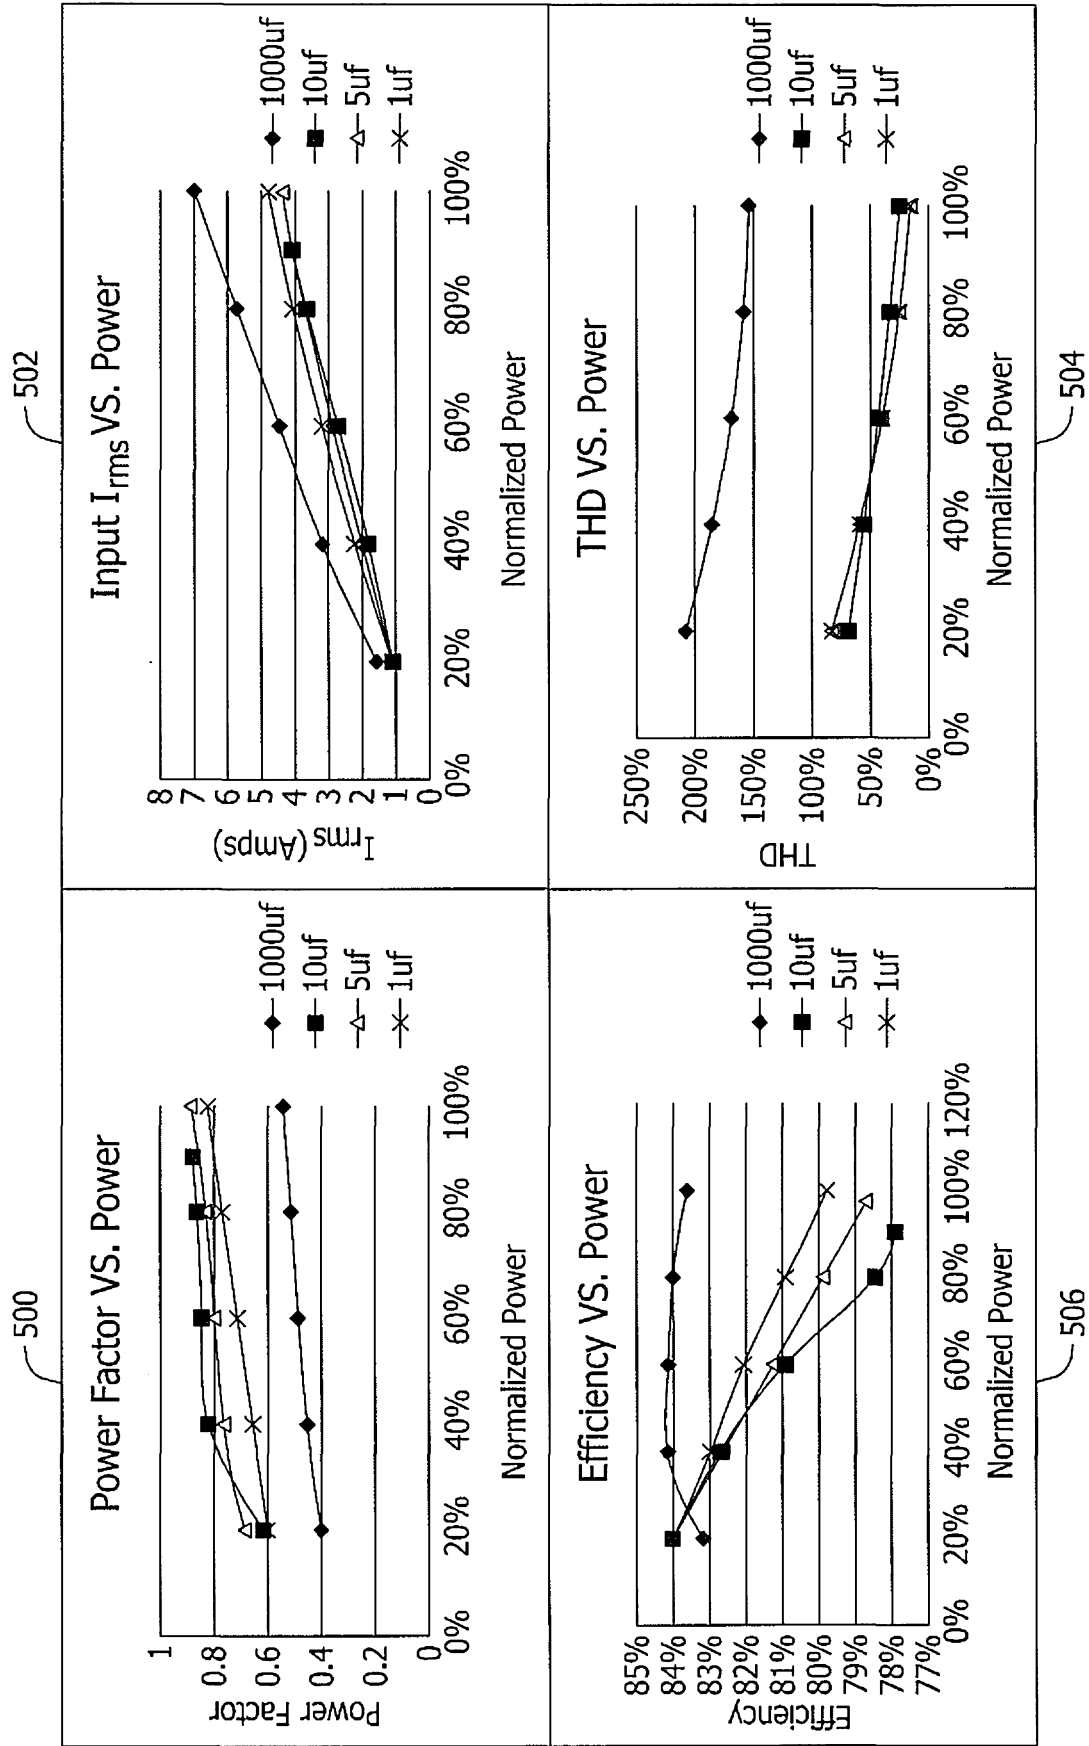 500
Power Factor VS. Power
Power Factor
1
0.8
0.6
0.4
0.2
0
0% 20% 40% 60% 80% 100%
Normalized Power
1000uf
10uf
5uf
1uf
502
Input Irms VS. Power
Irms (Amps)
8
7
6
5
4
3
2
1
0
0% 20% 40% 60% 80% 100%
Normalized Power
1000uf
10uf
5uf
1uf
Efficiency VS. Power
Efficiency
85%
84%
83%
82%
81%
80%
79%
78%
77%
0% 20% 40% 60% 80% 100% 120%
Normalized Power
1000uf
10uf
5uf
1uf
506
THD VS. Power
THD
250%
200%
150%
100%
50%
0%
0% 20% 40% 60% 80% 100%
Normalized Power
1000uf
10uf
5uf
1uf
504